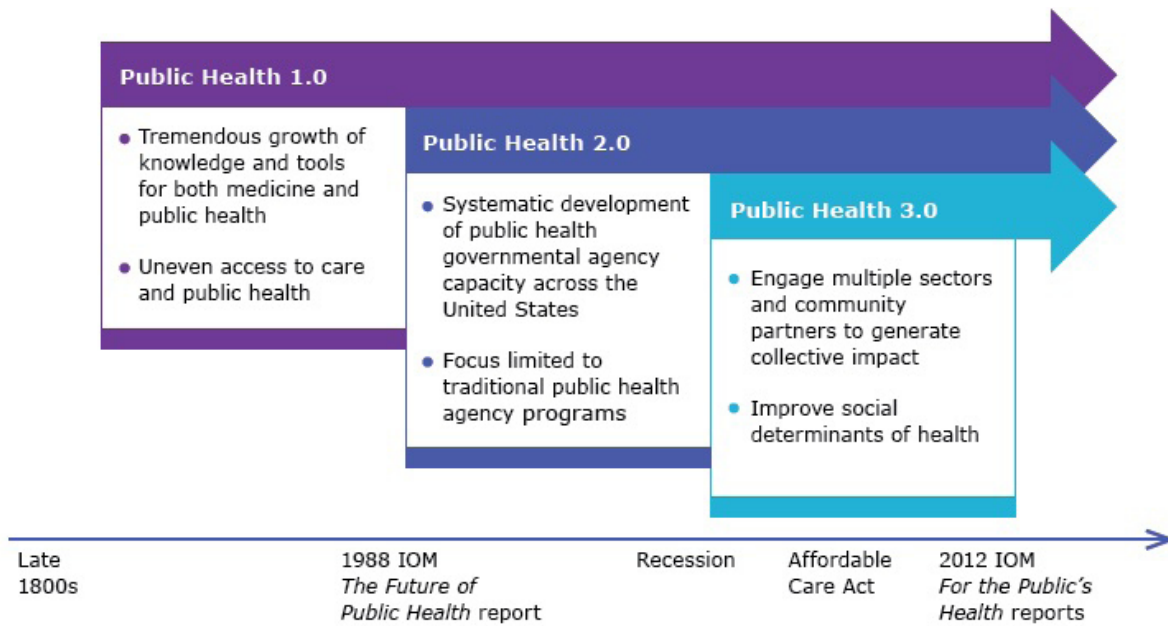 Public Health 1.0
• Tremendous growth of
knowledge and tools
for both medicine and
public health
• Uneven access to care
and public health
Public Health 2.0
• Systematic development
of public health
governmental agency
capacity across the
United States
• Focus limited to
traditional public health
agency programs
Public Health 3.0
• Engage multiple sectors
and community
partners to generate
collective impact
• Improve social
determinants of health
Late
1800s
1988 IOM
The Future of
Public Health report
Recession
Affordable
Care Act
2012 IOM
For the Public’s
Health reports